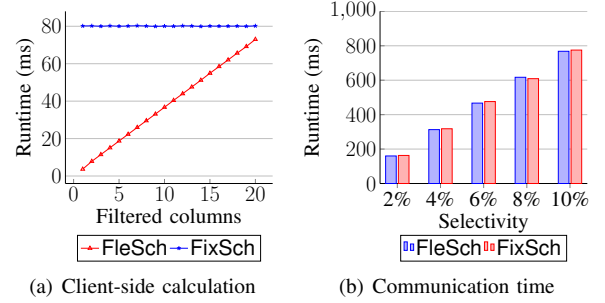 80
60
40
20
0
0
5
10
15
20
Runtime (ms)
Filtered columns
FleSch
FixSch
(a) Client-side calculation
1,000
800
600
400
200
0
2%
4%
6%
8%
10%
Runtime (ms)
Selectivity
FleSch
FixSch
(b) Communication time